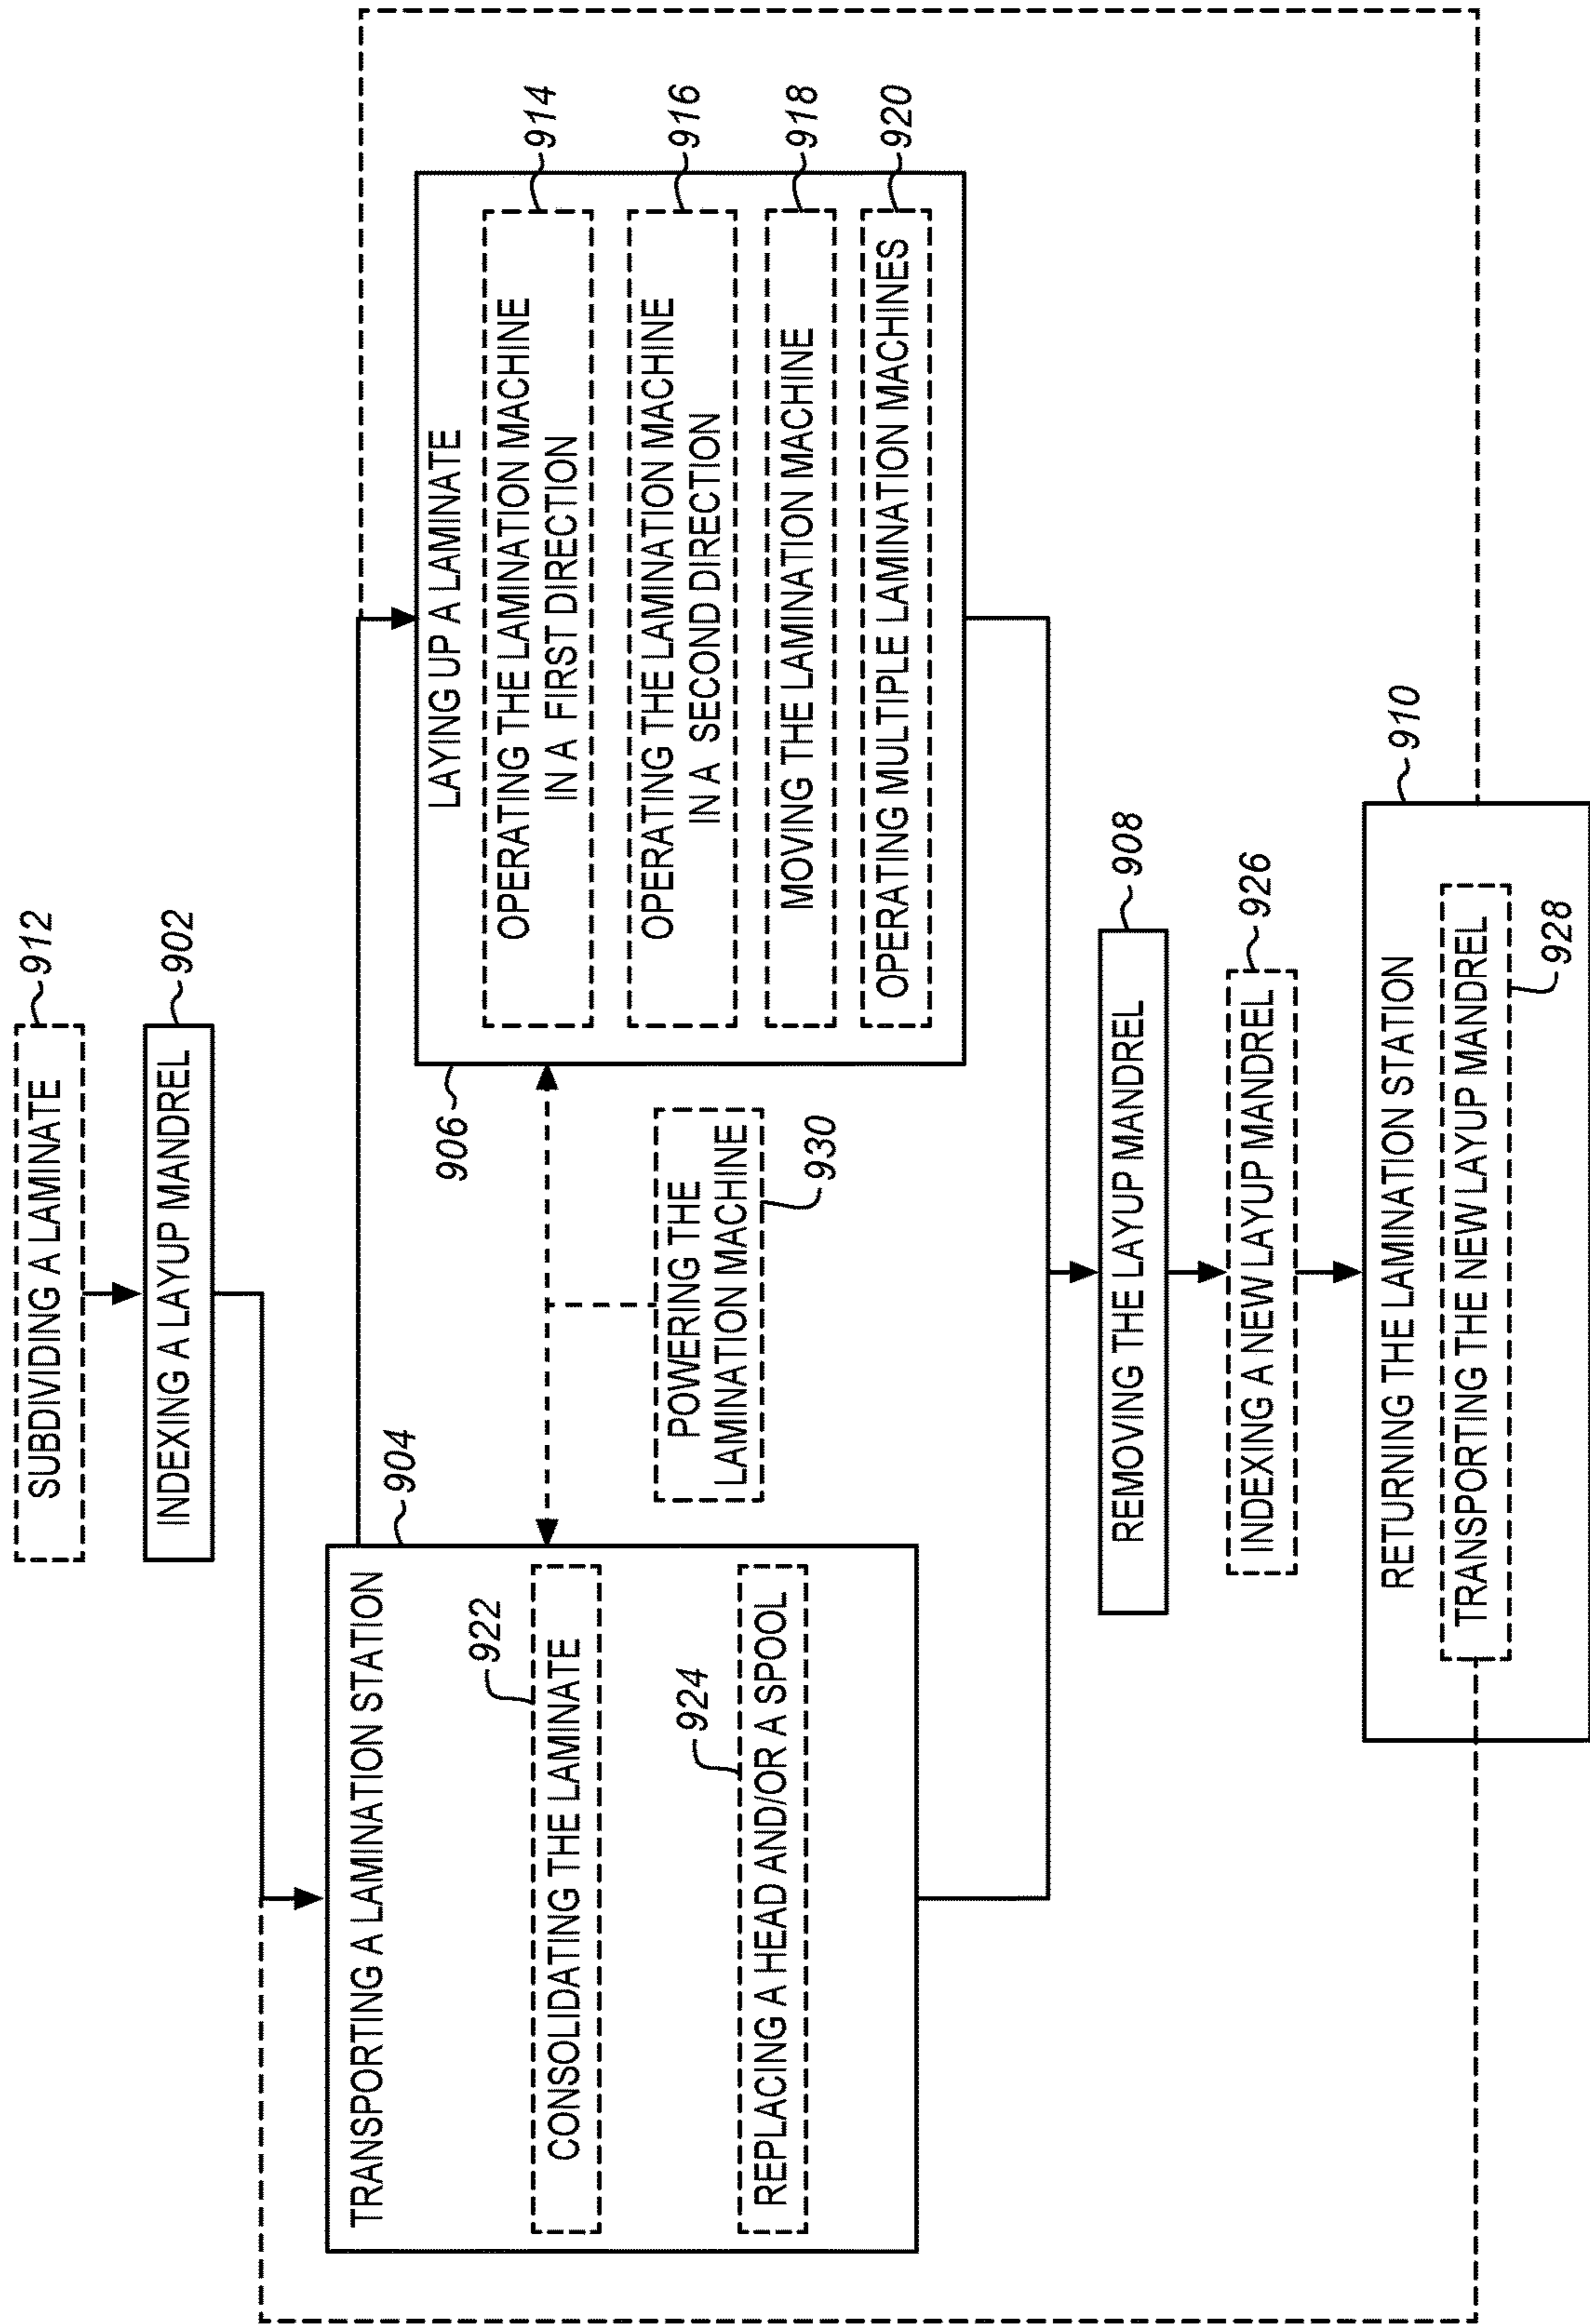 SUBDIVIDING A LAMINATE
912
INDEXING A LAYUP MANDREL
902
TRANSPORTING A LAMINATION STATION
904
CONSOLIDATING THE LAMINATE
922
REPLACING A HEAD AND/OR A SPOOL
924
POWERING THE
LAMINATION MACHINE
930
906
LAYING UP A LAMINATE
OPERATING THE LAMINATION MACHINE
IN A FIRST DIRECTION
914
OPERATING THE LAMINATION MACHINE
IN A SECOND DIRECTION
916
MOVING THE LAMINATION MACHINE
918
OPERATING MULTIPLE LAMINATION MACHINES
920
REMOVING THE LAYUP MANDREL
908
INDEXING A NEW LAYUP MANDREL
926
RETURNING THE LAMINATION STATION
910
TRANSPORTING THE NEW LAYUP MANDREL
928